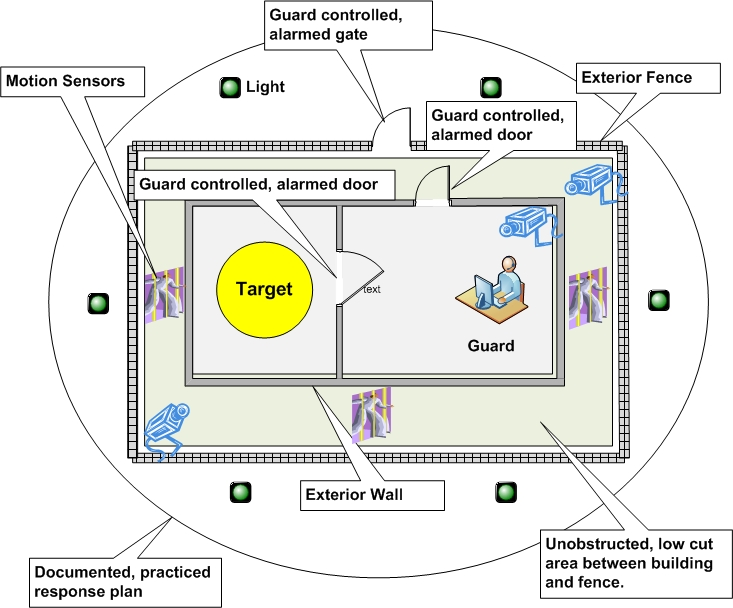 Guard controlled,
alarmed gate
Motion Sensors
Light
Exterior Fence
Guard controlled,
alarmed door
Guard controlled, alarmed door
Target
text
Guard
Exterior Wall
Unobstructed, low cut
area between building
and fence.
Documented, practiced
response plan